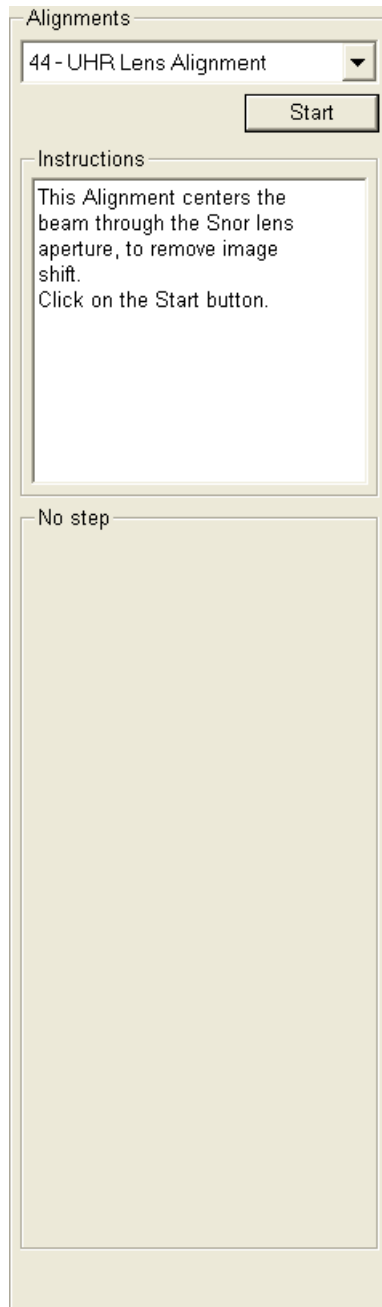 Alignments
44 - UHR Lens Alignment
Start
Instructions
This Alignment centers the
beam through the Snor lens
aperture, to remove image
shift.
Click on the Start button.
No step